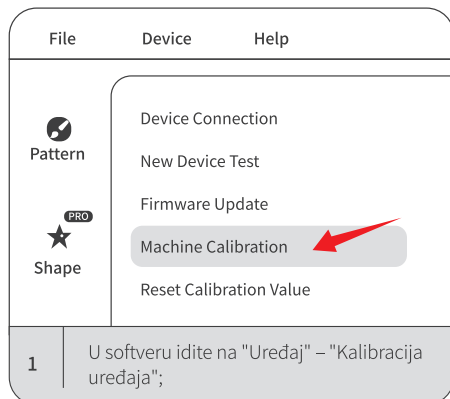 File Device Help
Pattern
PRO
Shape
Device Connection
New Device Test
Firmware Update
Machine Calibration
Reset Calibration Value
1
U softveru idite na "Uređaj" – "Kalibracija
uređaja";